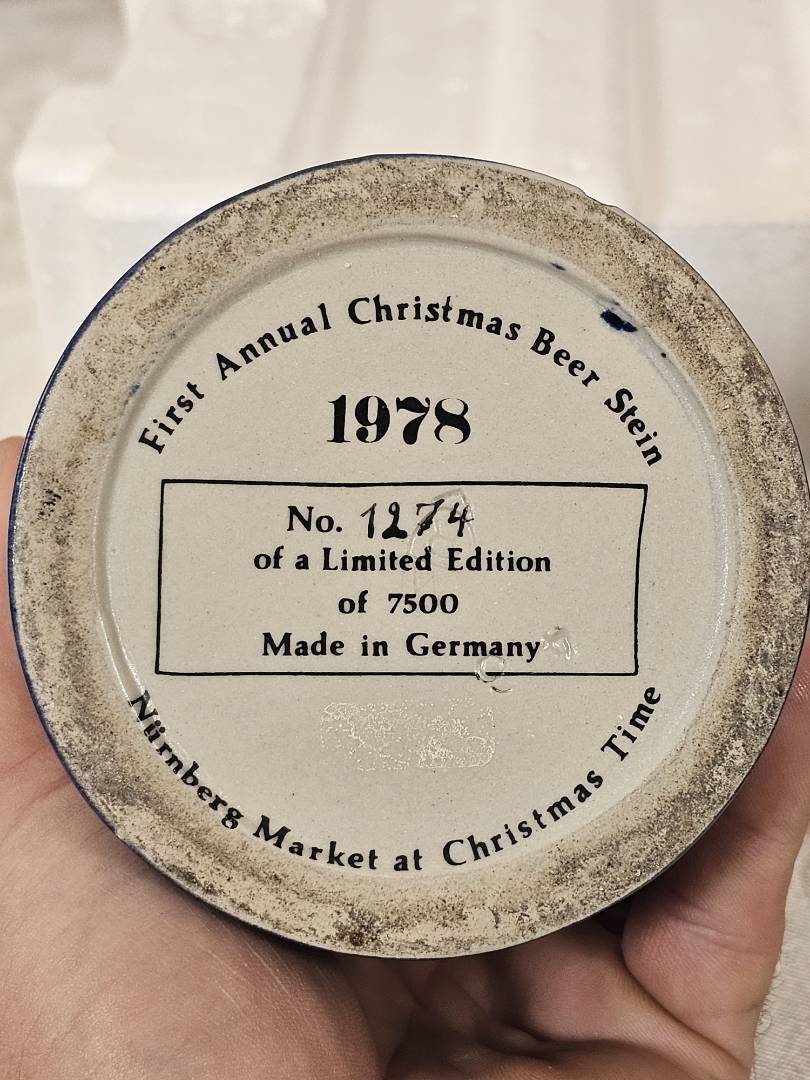 First Annual Christmas Beer Stein
1978
No. 1274
of a Limited Edition
of 7500
Made in Germany
Nürnberg Market at Christmas Time